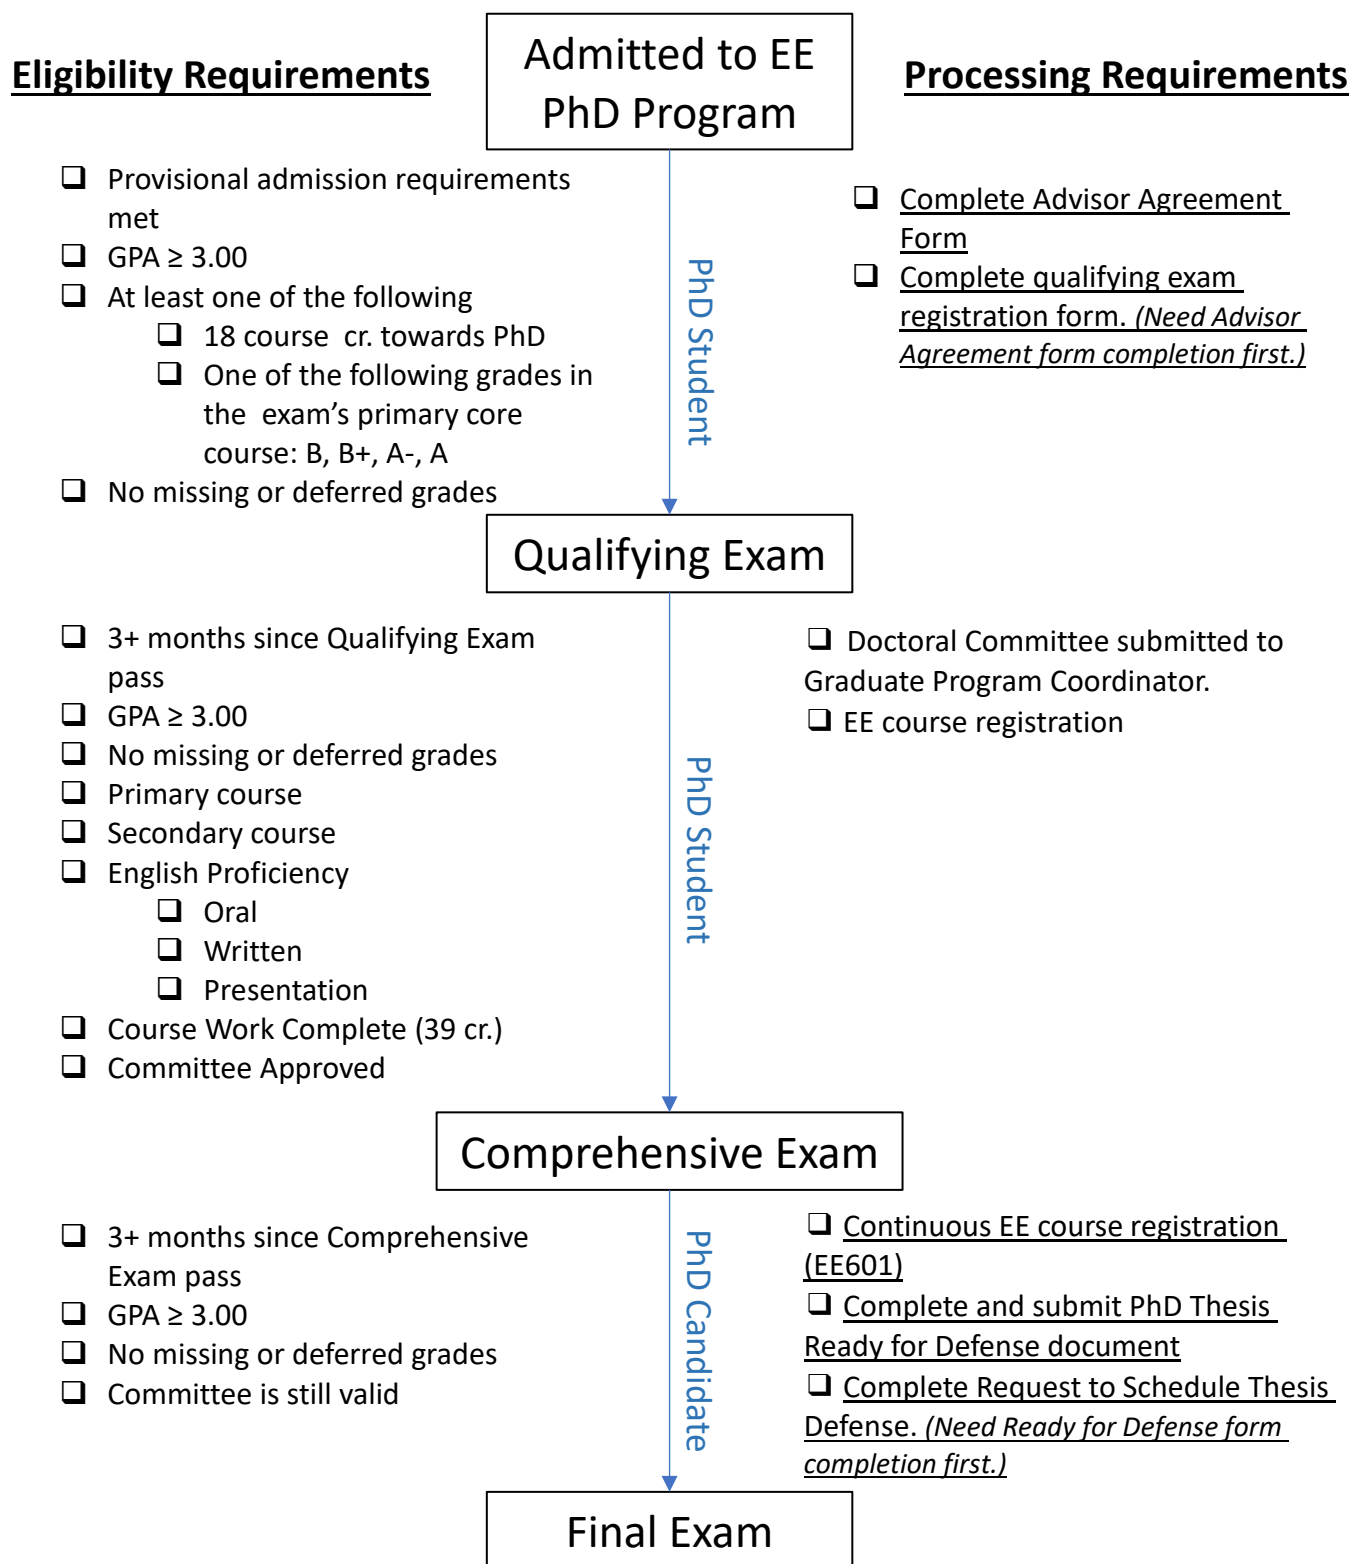 Eligibility Requirements
Admitted to EE
PhD Program
Processing Requirements
❑ Provisional admission requirements
met
❑ GPA ≥ 3.00
❑ At least one of the following
❑ 18 course cr. towards PhD
❑ One of the following grades in
the exam’s primary core
course: B, B+, A-, A
❑ No missing or deferred grades
PhD Student
❑ Complete Advisor Agreement
Form
❑ Complete qualifying exam
registration form. (Need Advisor
Agreement form completion first.)
Qualifying Exam
❑ 3+ months since Qualifying Exam
pass
❑ GPA ≥ 3.00
❑ No missing or deferred grades
❑ Primary course
❑ Secondary course
❑ English Proficiency
❑ Oral
❑ Written
❑ Presentation
❑ Course Work Complete (39 cr.)
❑ Committee Approved
PhD Student
❑ Doctoral Committee submitted to
Graduate Program Coordinator.
❑ EE course registration
Comprehensive Exam
❑ 3+ months since Comprehensive
Exam pass
❑ GPA ≥ 3.00
❑ No missing or deferred grades
❑ Committee is still valid
PhD Candidate
❑ Continuous EE course registration
(EE601)
❑ Complete and submit PhD Thesis
Ready for Defense document
❑ Complete Request to Schedule Thesis
Defense. (Need Ready for Defense form
completion first.)
Final Exam